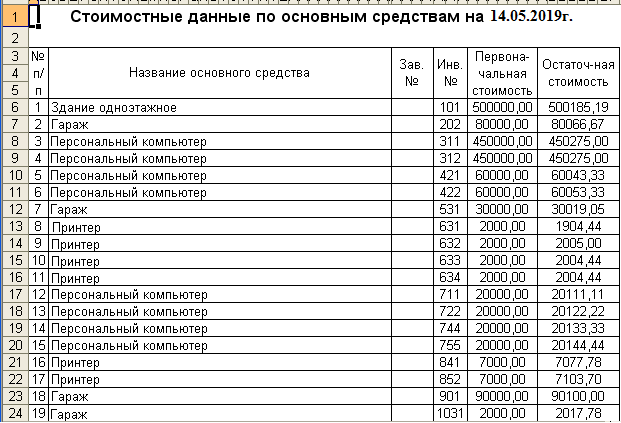 1 Стоимостные данные по основным средствам на 14.05.2019г.
2
3 № Название основного средства Зав. Инв. Первона- Остаточ-ная
4 п/ № № чальная стоимость
5 п стоимость
6 1 Здание одноэтажное 101 500000,00 500185,19
7 2 Гараж 202 80000,00 80066,67
8 3 Персональный компьютер 311 450000,00 450275,00
9 4 Персональный компьютер 312 450000,00 450275,00
10 5 Персональный компьютер 421 60000,00 60043,33
11 6 Персональный компьютер 422 60000,00 60053,33
12 7 Гараж 531 30000,00 30019,05
13 8 Принтер 631 2000,00 1904,44
14 9 Принтер 632 2000,00 2005,00
15 10 Принтер 633 2000,00 2004,44
16 11 Принтер 634 2000,00 2004,44
17 12 Персональный компьютер 711 20000,00 20111,11
18 13 Персональный компьютер 722 20000,00 20122,22
19 14 Персональный компьютер 744 20000,00 20133,33
20 15 Персональный компьютер 755 20000,00 20144,44
21 16 Принтер 841 7000,00 7077,78
22 17 Принтер 852 7000,00 7103,70
23 18 Гараж 901 90000,00 90100,00
24 19 Гараж 1031 2000,00 2017,78